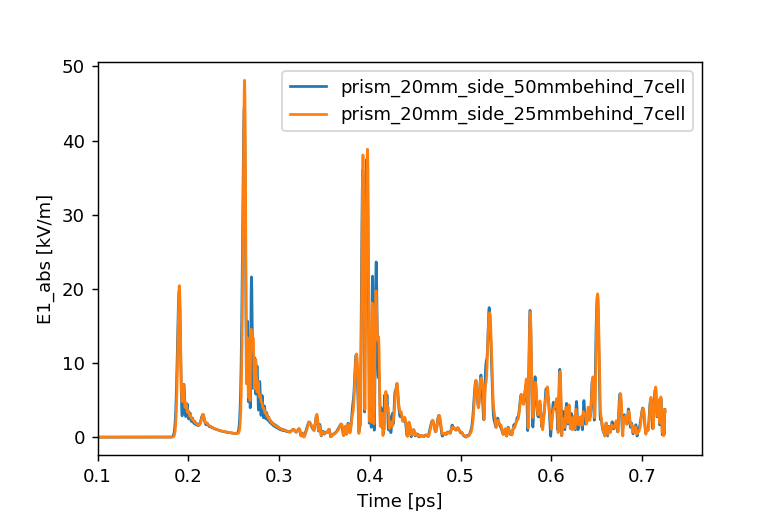 50
40
30
20
10
0
E1_abs [kV/m]
prism_20mm_side_50mmbehind_7cell
prism_20mm_side_25mmbehind_7cell
0.1 0.2 0.3 0.4 0.5 0.6 0.7
Time [ps]